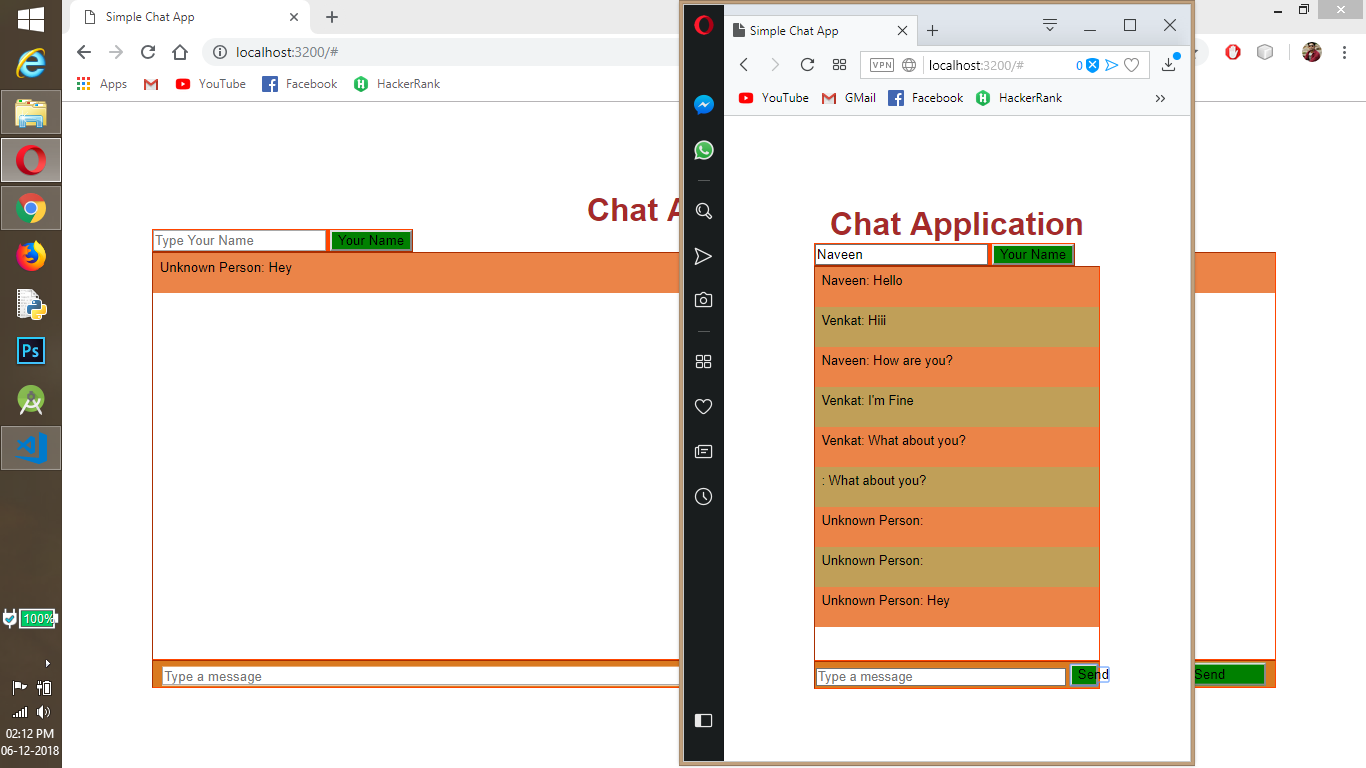 Simple Chat App
localhost:3200/#
Apps
YouTube
Facebook
HackerRank
Chat A
Type Your Name
Your Name
Unknown Person: Hey
Type a message
Send
Simple Chat App
VPN
localhost:3200/#
0
YouTube
GMail
Facebook
HackerRank
Chat Application
Naveen
Your Name
Naveen: Hello
Venkat: Hiii
Naveen: How are you?
Venkat: I'm Fine
Venkat: What about you?
: What about you?
Unknown Person:
Unknown Person:
Unknown Person: Hey
Type a message
Send
Ps
100%
02:12 PM
06-12-2018